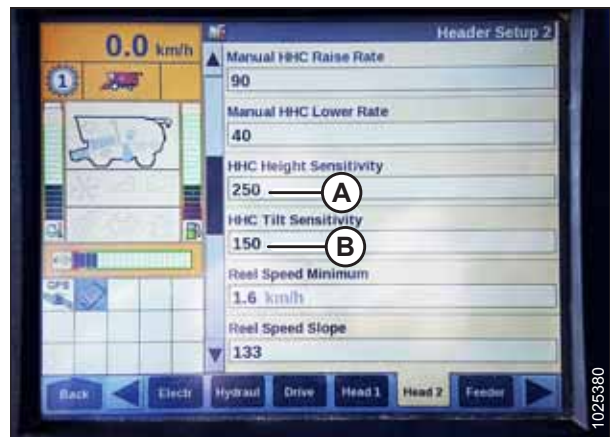 0.0 km/h
Header Setup 2
1
Manual HHC Raise Rate
90
Manual HHC Lower Rate
40
HHC Height Sensitivity
250
A
HHC Tilt Sensitivity
150
B
Reel Speed Minimum
1.6 km/h
Reel Speed Slope
133
GPS
Back
Electr
Hydraul
Drive
Head 1
Head 2
Feeder
1025380